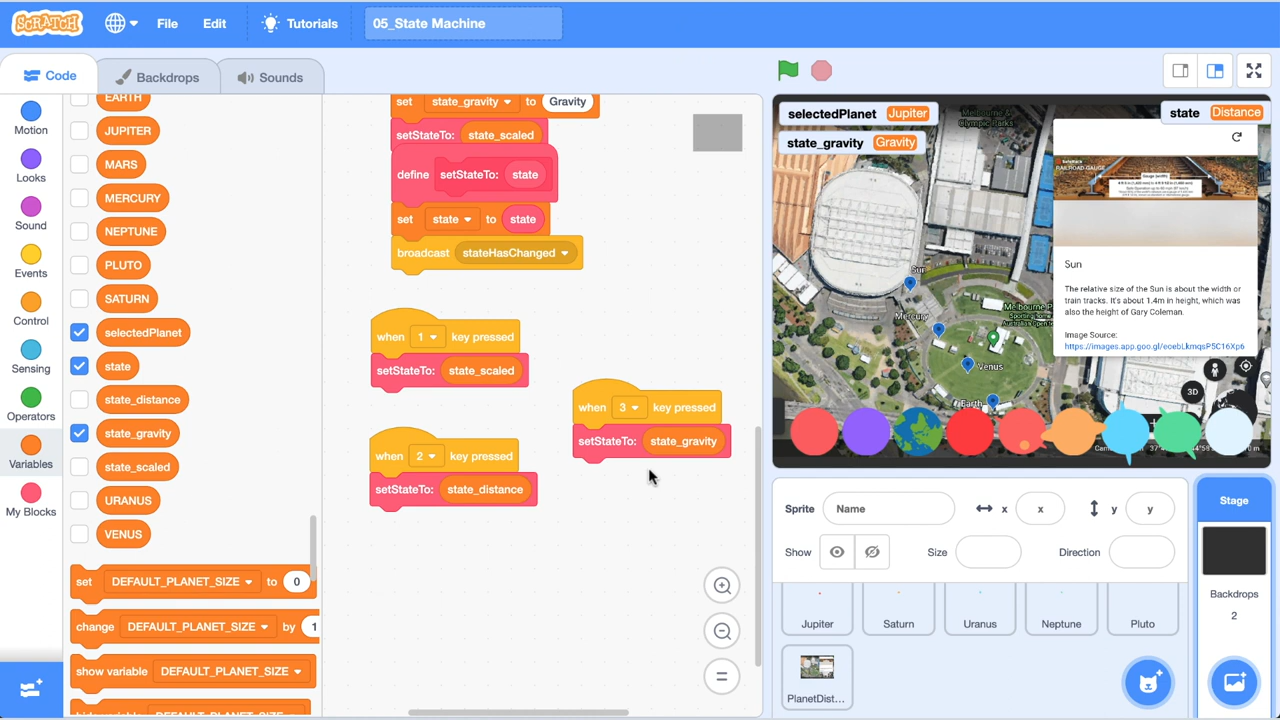 SCRATCH
File
Edit
Tutorials
05_State Machine
Code
Backdrops
Sounds
Motion
Looks
Sound
Events
Control
Sensing
Operators
Variables
My Blocks
EARTH
JUPITER
MARS
MERCURY
NEPTUNE
PLUTO
SATURN
selectedPlanet
state
state_distance
state_gravity
state_scaled
URANUS
VENUS
set DEFAULT_PLANET_SIZE to 0
change DEFAULT_PLANET_SIZE by 1
show variable DEFAULT_PLANET_SIZE
set state_gravity to Gravity
setStateTo: state_scaled
define setStateTo: state
set state to state
broadcast stateHasChanged
when 1 key pressed
setStateTo: state_scaled
when 2 key pressed
setStateTo: state_distance
when 3 key pressed
setStateTo: state_gravity
selectedPlanet Jupiter
state_gravity Gravity
state Distance
Melbourne &
Olympic Parks
Sun
Mercury
Melbourne P
Venus
Earth
RAILROAD GAUGE
Sun
The relative size of the Sun is about the width or
train tracks. It's about 1.4m in height, which was
also the height of Gary Coleman.
Image Source:
https://images.app.goo.gl/eoebLkmqsP5C16Xp6
3D
Sprite
Name
x
x
y
y
Show
Size
Direction
Jupiter
Saturn
Uranus
Neptune
Pluto
PlanetDist...
Stage
Backdrops
2